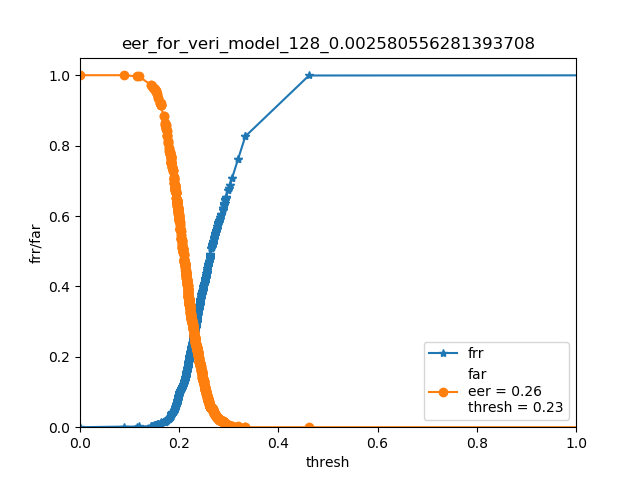 eer_for_veri_model_128_0.002580556281393708
frr/far
1.0
0.8
0.6
0.4
0.2
0.0
0.0 0.2 0.4 0.6 0.8 1.0
thresh
frr
far
eer = 0.26
thresh = 0.23